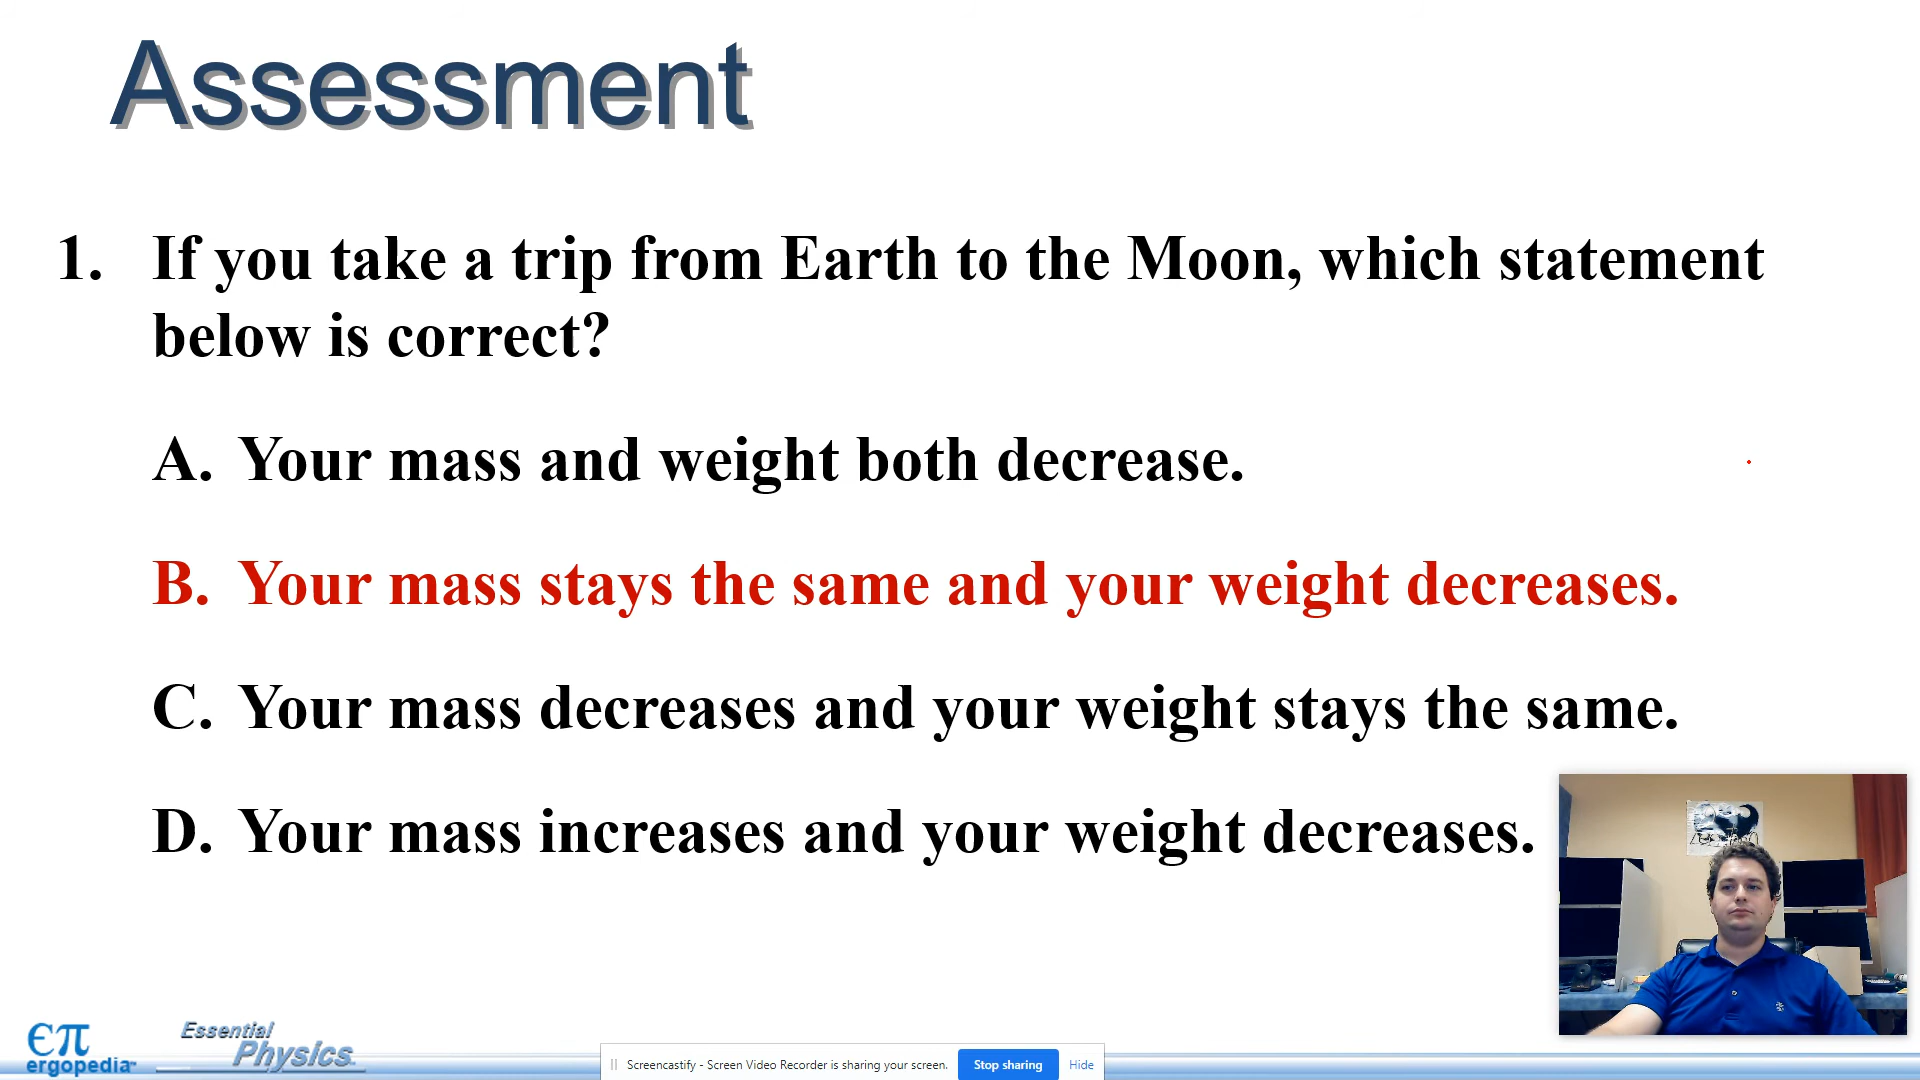 Assessment
1. If you take a trip from Earth to the Moon, which statement
below is correct?
A. Your mass and weight both decrease.
B. Your mass stays the same and your weight decreases.
C. Your mass decreases and your weight stays the same.
D. Your mass increases and your weight decreases.
επ
ergopedia™
Essential
Physics
Screencastify - Screen Video Recorder is sharing your screen.
Stop sharing
Hide